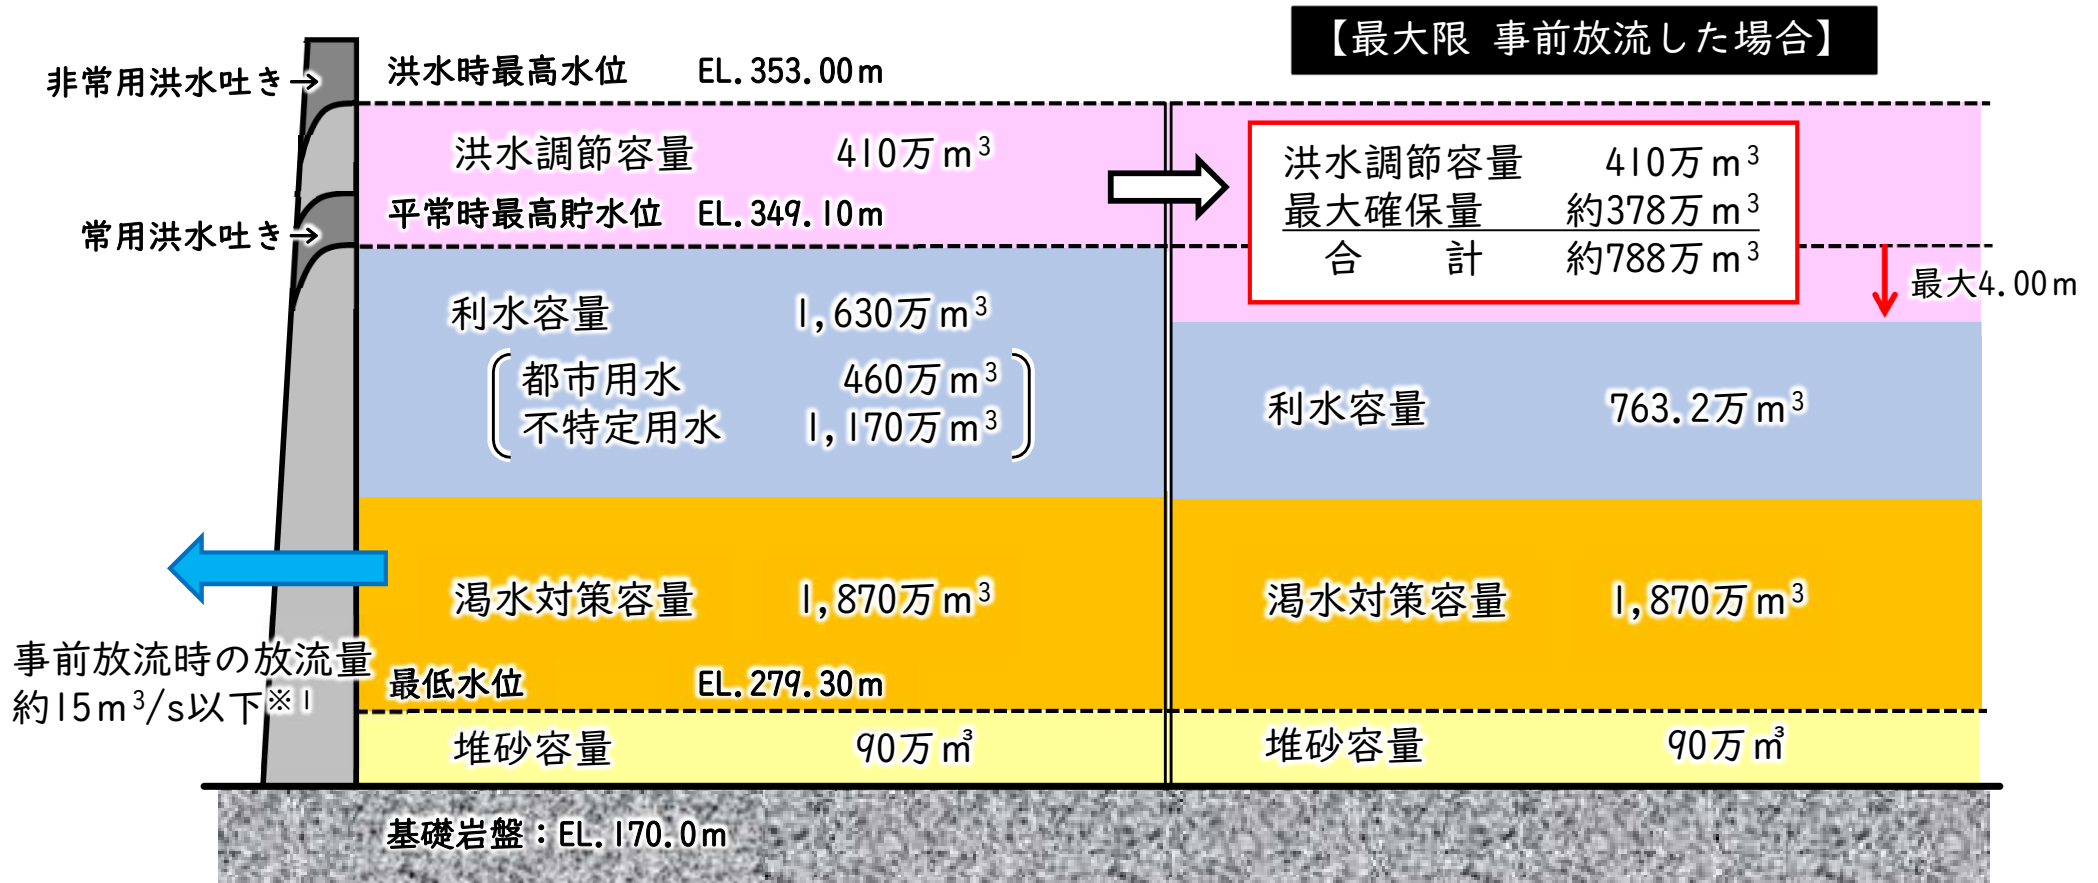 【最大限 事前放流した場合】
非常用洪水吐き→
洪水時最高水位 EL.353.00m
洪水調節容量 410万m³
平常時最高貯水位 EL.349.10m
常用洪水吐き→
洪水調節容量 410万m³
最大確保量 約378万m³
合計 約788万m³
最大4.00m
利水容量 1,630万m³
都市用水 460万m³
不特定用水 1,170万m³
利水容量 763.2万m³
渇水対策容量 1,870万m³
渇水対策容量 1,870万m³
事前放流時の放流量
約15m³/s以下※1
最低水位 EL.279.30m
堆砂容量 90万㎥
堆砂容量 90万㎥
基礎岩盤：EL.170.0m